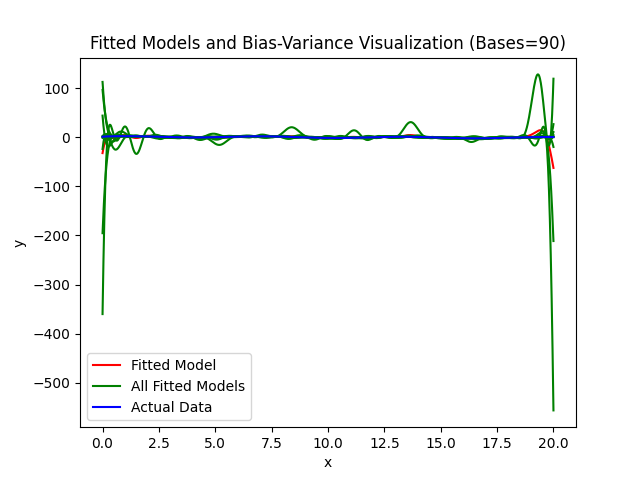 Fitted Models and Bias-Variance Visualization (Bases=90)
100
0
−100
−200
−300
−400
−500
y
Fitted Model
All Fitted Models
Actual Data
0.0 2.5 5.0 7.5 10.0 12.5 15.0 17.5 20.0
x